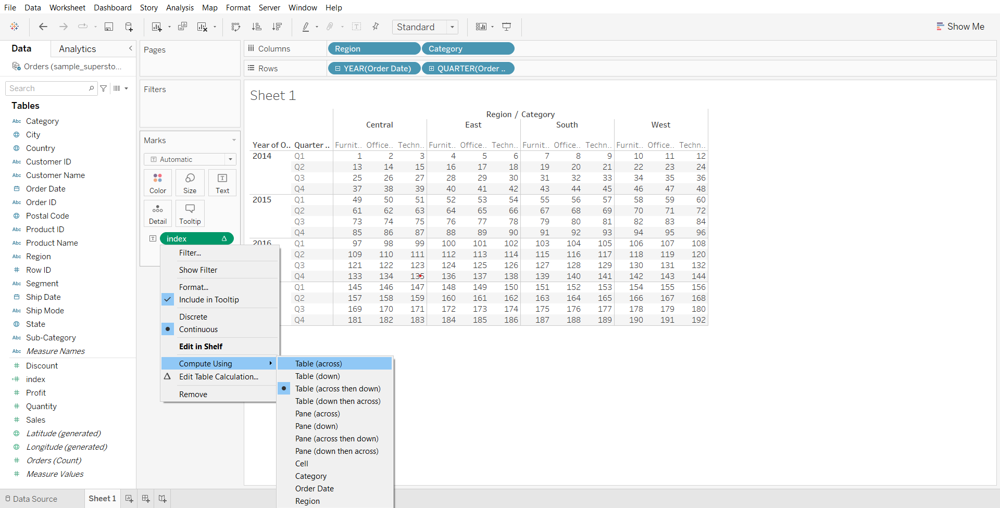 File Data Worksheet Dashboard Story Analysis Map Format Server Window Help
Standard
Show Me
Data Analytics
Orders (sample_supersto...
Search
Tables
Abc Category
City
Country
Abc Customer ID
Abc Customer Name
Order Date
Abc Order ID
Postal Code
Abc Product ID
Abc Product Name
Abc Region
Row ID
Abc Segment
Ship Date
Abc Ship Mode
State
Abc Sub-Category
Abc Measure Names
Discount
index
Profit
Quantity
Sales
Latitude (generated)
Longitude (generated)
Orders (Count)
Measure Values
Pages
Filters
Marks
Automatic
Color Size Text
Detail Tooltip
index
Filter...
Show Filter
Format...
Include in Tooltip
Discrete
Continuous
Edit in Shelf
Compute Using
Edit Table Calculation...
Remove
Table (across)
Table (down)
Table (across then down)
Table (down then across)
Pane (across)
Pane (down)
Pane (across then down)
Pane (down then across)
Cell
Category
Order Date
Region
Columns Region Category
Rows YEAR(Order Date) QUARTER(Order ..
Sheet 1
Region / Category
Central East South West
Year of O.. Quarter .. Furnit.. Office.. Techn.. Furnit.. Office.. Techn.. Furnit.. Office.. Techn.. Furnit.. Office.. Techn..
2014 Q1 1 2 3 4 5 6 7 8 9 10 11 12
Q2 13 14 15 16 17 18 19 20 21 22 23 24
Q3 25 26 27 28 29 30 31 32 33 34 35 36
Q4 37 38 39 40 41 42 43 44 45 46 47 48
2015 Q1 49 50 51 52 53 54 55 56 57 58 59 60
Q2 61 62 63 64 65 66 67 68 69 70 71 72
Q3 73 74 75 76 77 78 79 80 81 82 83 84
Q4 85 86 87 88 89 90 91 92 93 94 95 96
2016 Q1 97 98 99 100 101 102 103 104 105 106 107 108
Q2 109 110 111 112 113 114 115 116 117 118 119 120
Q3 121 122 123 124 125 126 127 128 129 130 131 132
Q4 133 134 135 136 137 138 139 140 141 142 143 144
Q1 145 146 147 148 149 150 151 152 153 154 155 156
Q2 157 158 159 160 161 162 163 164 165 166 167 168
Q3 169 170 171 172 173 174 175 176 177 178 179 180
Q4 181 182 183 184 185 186 187 188 189 190 191 192
Data Source Sheet 1